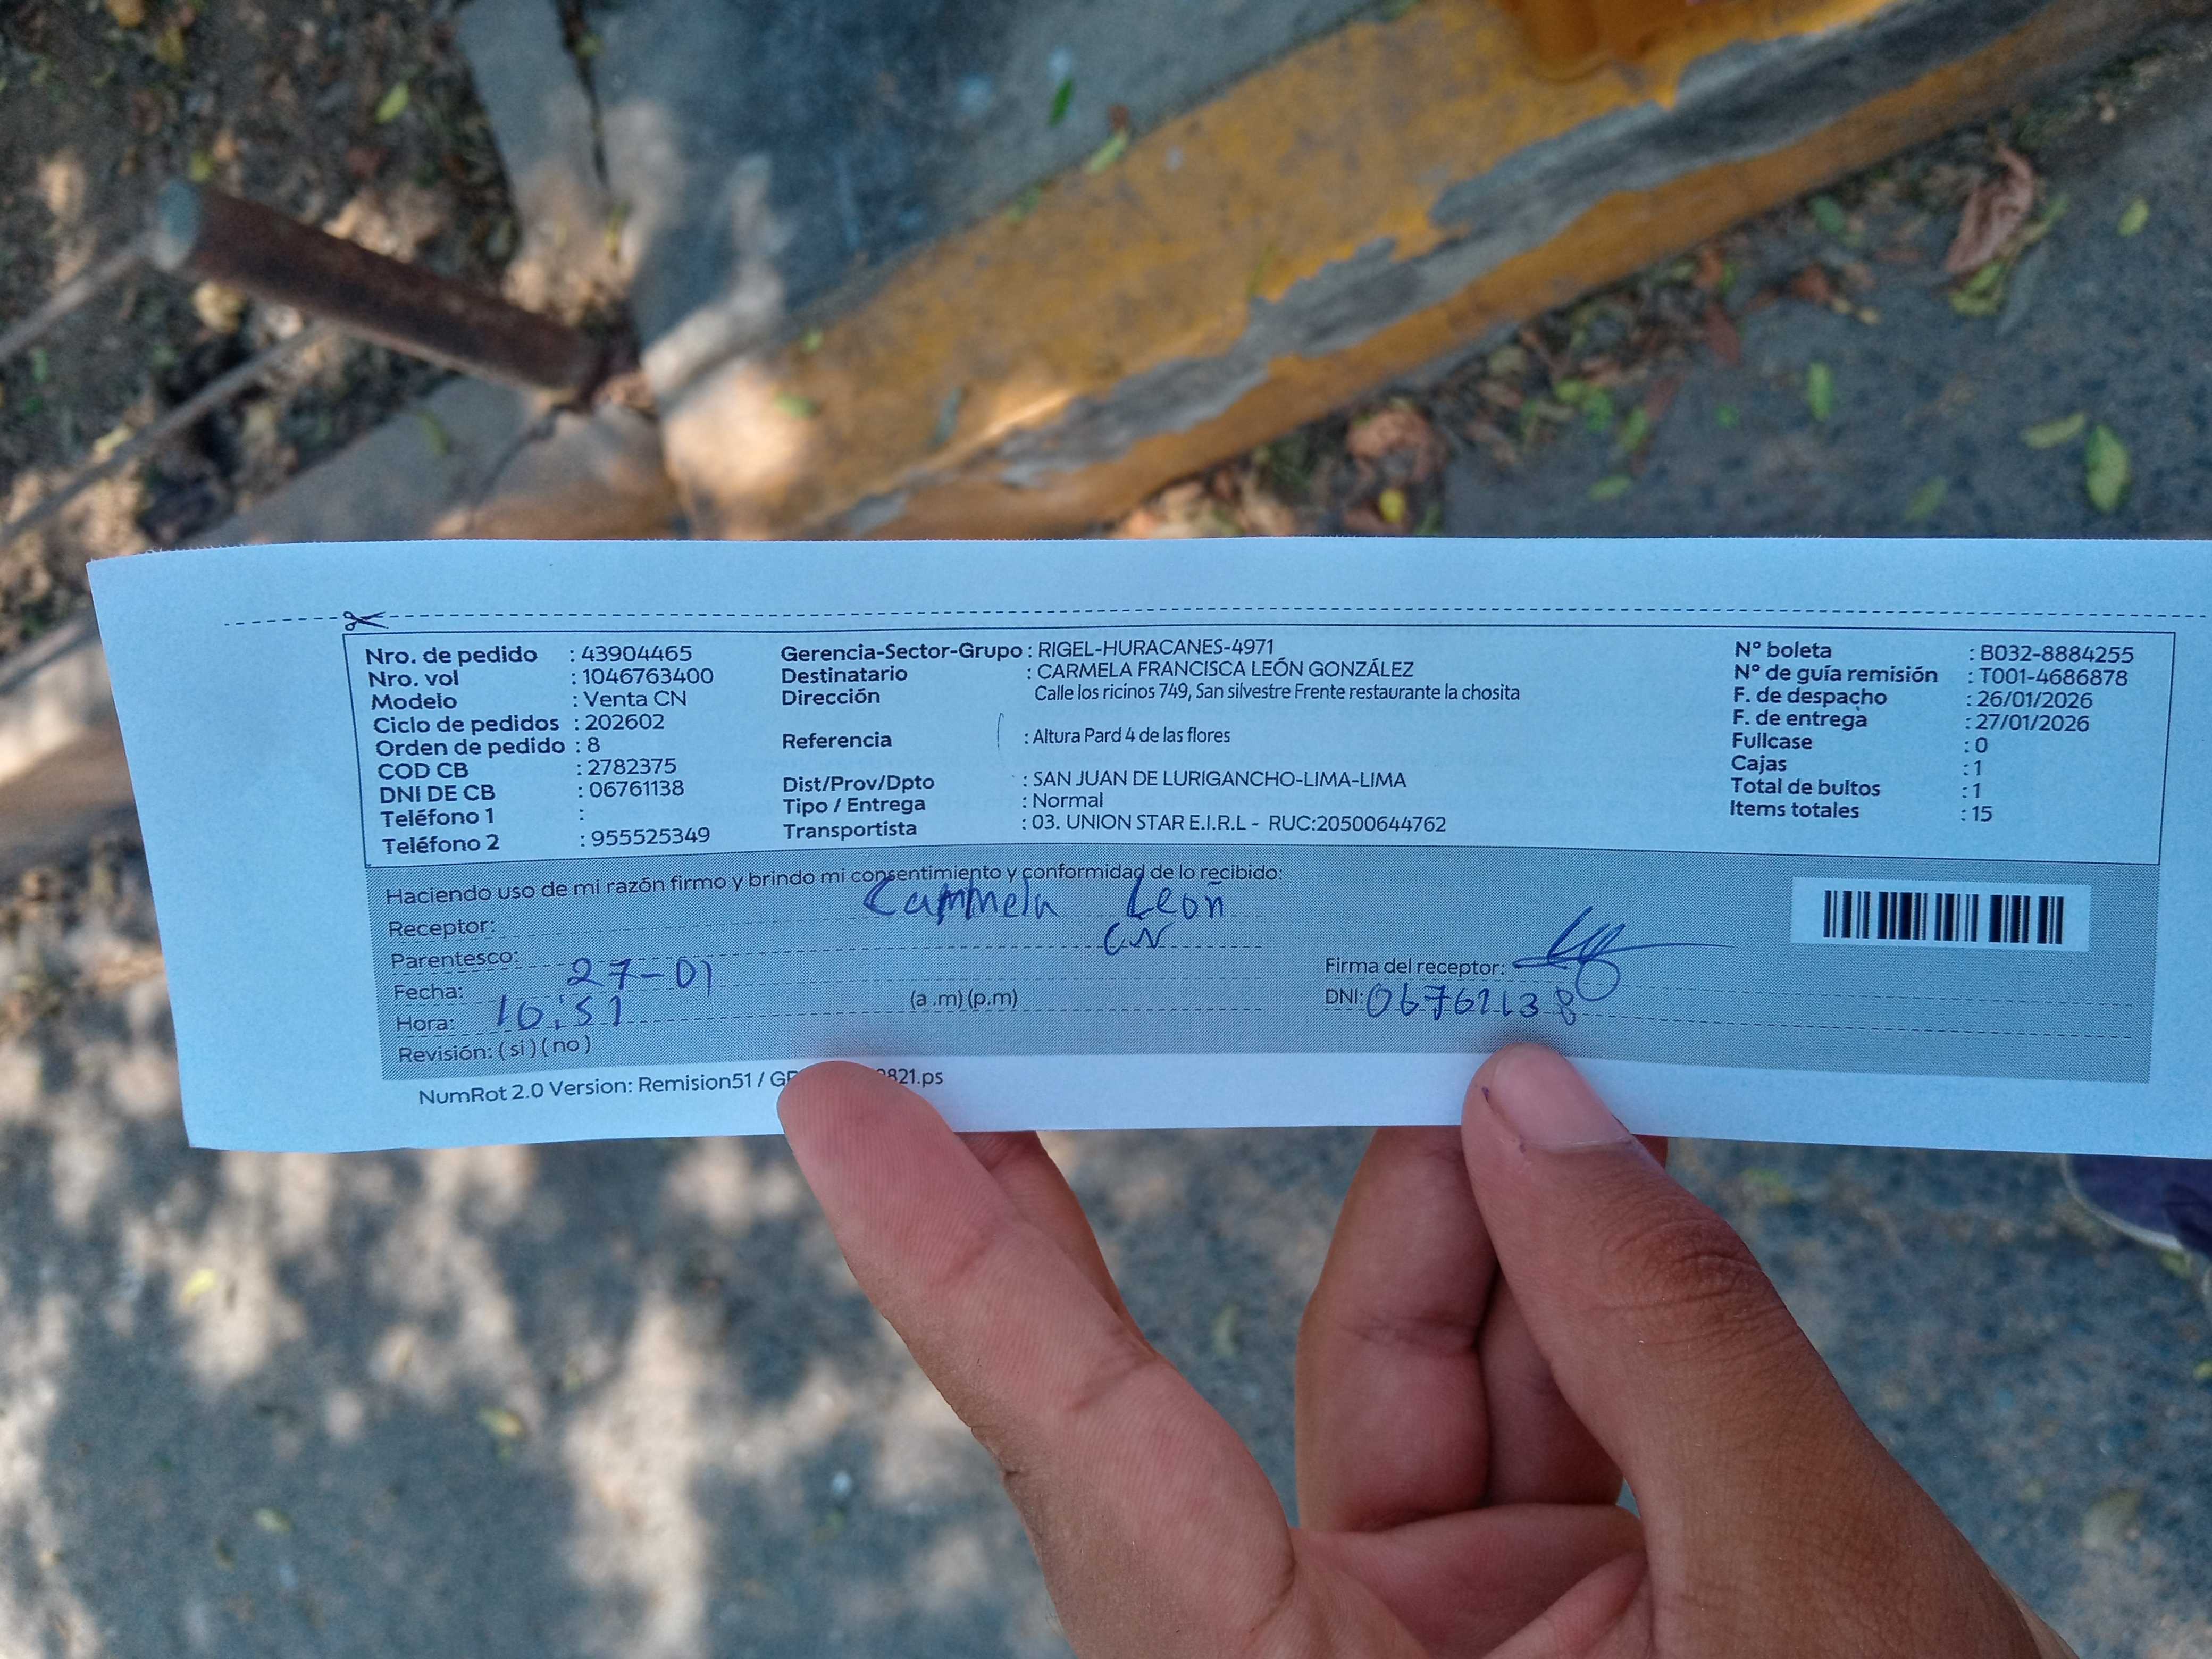 Nro. de pedido : 43904465
Nro. vol : 1046763400
Modelo : Venta CN
Ciclo de pedidos : 202602
Orden de pedido : 8
COD CB : 2782375
DNI DE CB : 06761138
Teléfono 1 :
Teléfono 2 : 955525349
Gerencia-Sector-Grupo : RIGEL-HURACANES-4971
Destinatario : CARMELA FRANCISCA LEÓN GONZÁLEZ
Dirección Calle los ricinos 749, San silvestre Frente restaurante la chosita
Referencia : Altura Pard 4 de las flores
Dist/Prov/Dpto : SAN JUAN DE LURIGANCHO-LIMA-LIMA
Tipo / Entrega : Normal
Transportista : 03. UNION STAR E.I.R.L - RUC:20500644762
N° boleta : B032-8884255
N° de guía remisión : T001-4686878
F. de despacho : 26/01/2026
F. de entrega : 27/01/2026
Fullcase : 0
Cajas : 1
Total de bultos : 1
Items totales : 15
Haciendo uso de mi razón firmo y brindo mi consentimiento y conformidad de lo recibido:
Receptor: Carmela León
Parentesco: CN
Fecha: 27-01
Hora: 10:51 (a .m) (p.m)
Revisión: ( si ) ( no )
Firma del receptor:
DNI: 06761138
NumRot 2.0 Version: Remision51 / 821.ps